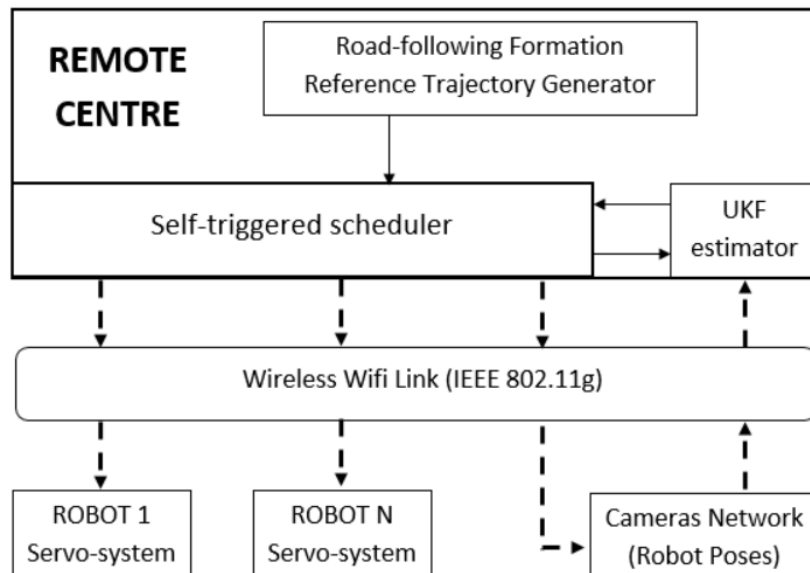 REMOTE
CENTRE
Road-following Formation
Reference Trajectory Generator
Self-triggered scheduler
UKF
estimator
Wireless Wifi Link (IEEE 802.11g)
ROBOT 1
Servo-system
ROBOT N
Servo-system
Cameras Network
(Robot Poses)